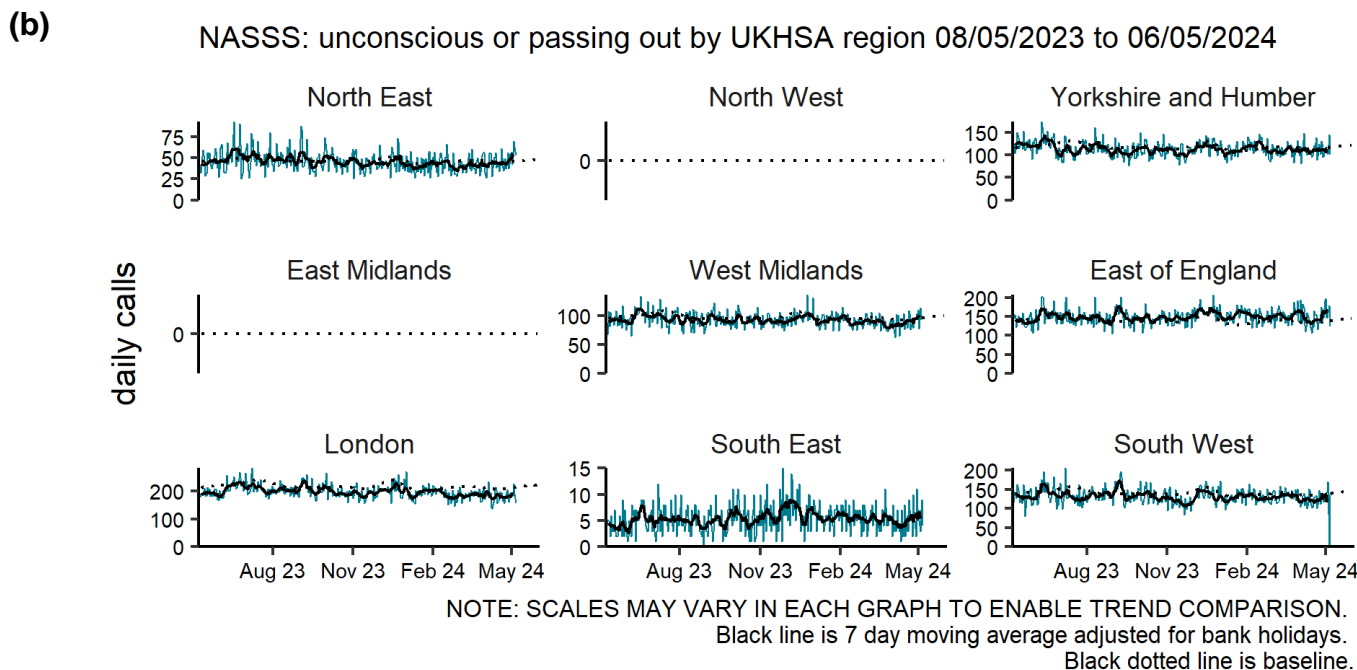 (b)
NASSS: unconscious or passing out by UKHSA region 08/05/2023 to 06/05/2024
North East
North West
Yorkshire and Humber
75
50
25
0
0
150
100
50
0
daily calls
East Midlands
West Midlands
East of England
0
100
50
0
200
150
100
50
0
London
South East
South West
200
100
0
15
10
5
0
200
150
100
50
0
Aug 23 Nov 23 Feb 24 May 24
Aug 23 Nov 23 Feb 24 May 24
Aug 23 Nov 23 Feb 24 May 24
NOTE: SCALES MAY VARY IN EACH GRAPH TO ENABLE TREND COMPARISON.
Black line is 7 day moving average adjusted for bank holidays.
Black dotted line is baseline.